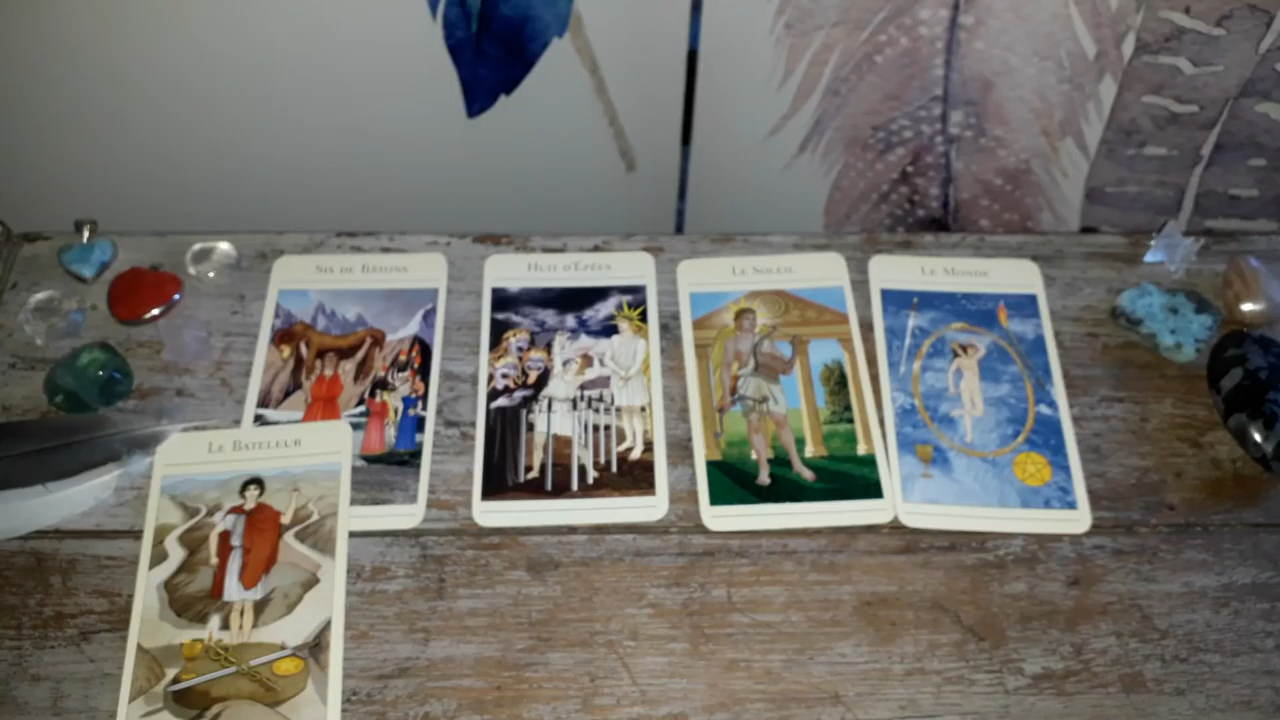 SIX DE BÂTONS
HUIT D'ÉPÉES
LE SOLEIL
LE MONDE
LE BATELEUR